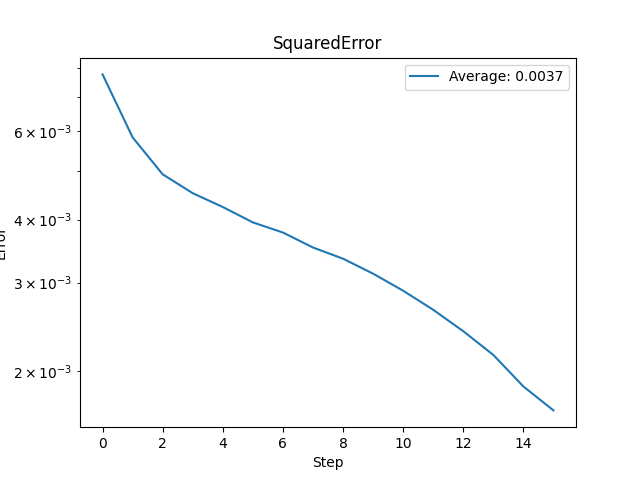 SquaredError
Average: 0.0037
6 × 10⁻³
4 × 10⁻³
3 × 10⁻³
2 × 10⁻³
Error
0 2 4 6 8 10 12 14
Step